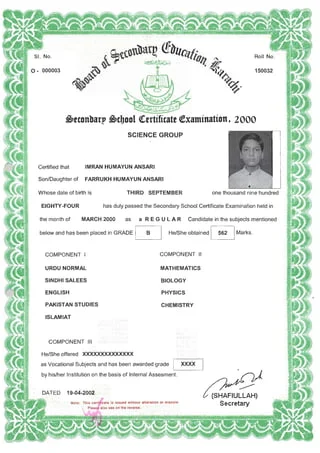 Sl. No.
Board of Secondary Education, Karachi
Roll No:
O - 000003
150032
Secondary School Certificate Examination, 2000
SCIENCE GROUP
Certified that IMRAN HUMAYUN ANSARI
Son/Daughter of FARRUKH HUMAYUN ANSARI
Whose date of birth is THIRD SEPTEMBER one thousand nine hundred
EIGHTY-FOUR has duly passed the Secondary School Certificate Examination held in
the month of MARCH 2000 as a REGULAR Candidate in the subjects mentioned
below and has been placed in GRADE B He/She obtained 562 Marks.
COMPONENT I COMPONENT II
URDU NORMAL MATHEMATICS
SINDHI SALEES BIOLOGY
ENGLISH PHYSICS
PAKISTAN STUDIES CHEMISTRY
ISLAMIAT
COMPONENT III
He/She offered XXXXXXXXXXXXXX
as Vocational Subjects and has been awarded grade XXXX
by his/her Institution on the basis of Internal Assesment.
DATED 19-04-2002
(SHAFIULLAH)
Secretary
Note: This certificate is issued without alteration or erasure.
Please also see on the reverse.